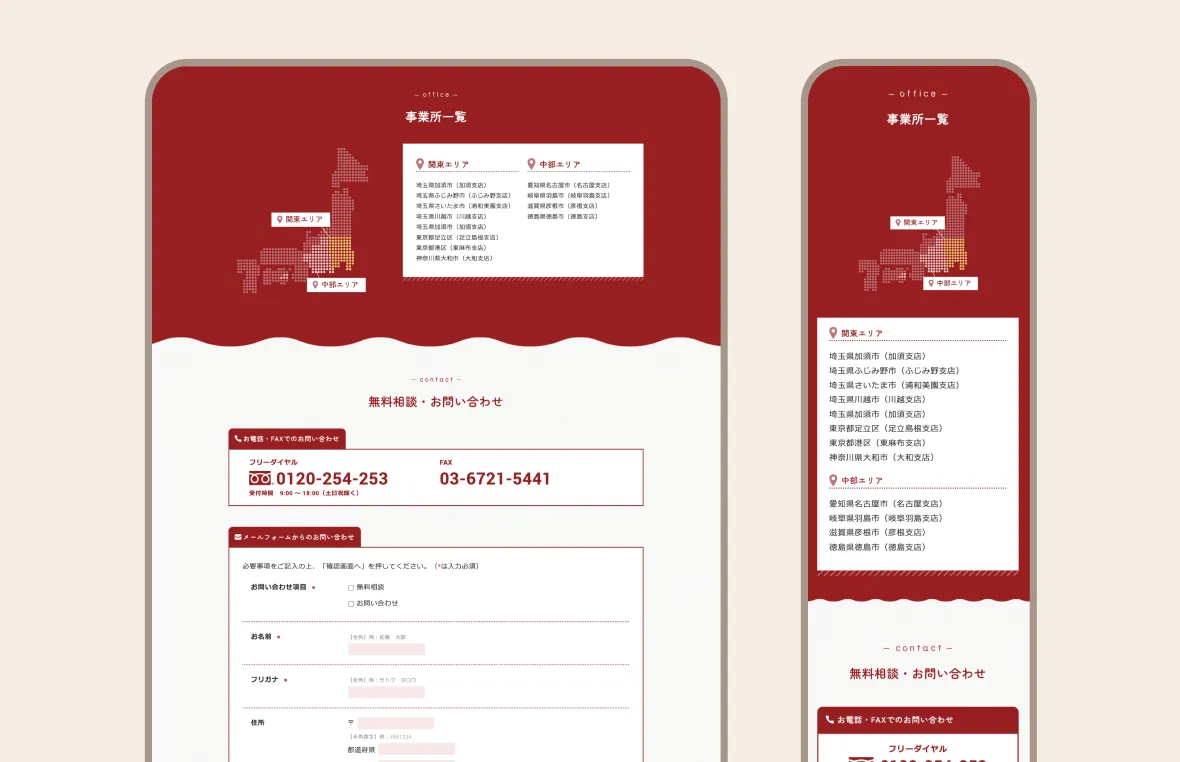 — office —
事業所一覧
関東エリア
中部エリア
関東エリア
埼玉県加須市（加須支店）
埼玉県ふじみ野市（ふじみ野支店）
埼玉県さいたま市（浦和美園支店）
埼玉県川越市（川越支店）
埼玉県加須市（加須支店）
東京都足立区（足立島根支店）
東京都港区（東麻布支店）
神奈川県大和市（大和支店）
中部エリア
愛知県名古屋市（名古屋支店）
岐阜県羽島市（岐阜羽島支店）
滋賀県彦根市（彦根支店）
徳島県徳島市（徳島支店）
— contact —
無料相談・お問い合わせ
お電話・FAXでのお問い合わせ
フリーダイヤル
0120-254-253
受付時間　9:00 〜 18:00（土日祝除く）
FAX
03-6721-5441
メールフォームからのお問い合わせ
必要事項をご記入の上、「確認画面へ」を押してください。（*は入力必須）
お問い合わせ項目 *
無料相談
お問い合わせ
お名前 *
【全角】例：佐藤　太郎
フリガナ *
【全角】例：サトウ　タロウ
住所
〒
【半角数字】例：4561234
都道府県
— office —
事業所一覧
関東エリア
中部エリア
関東エリア
埼玉県加須市（加須支店）
埼玉県ふじみ野市（ふじみ野支店）
埼玉県さいたま市（浦和美園支店）
埼玉県川越市（川越支店）
埼玉県加須市（加須支店）
東京都足立区（足立島根支店）
東京都港区（東麻布支店）
神奈川県大和市（大和支店）
中部エリア
愛知県名古屋市（名古屋支店）
岐阜県羽島市（岐阜羽島支店）
滋賀県彦根市（彦根支店）
徳島県徳島市（徳島支店）
— contact —
無料相談・お問い合わせ
お電話・FAXでのお問い合わせ
フリーダイヤル